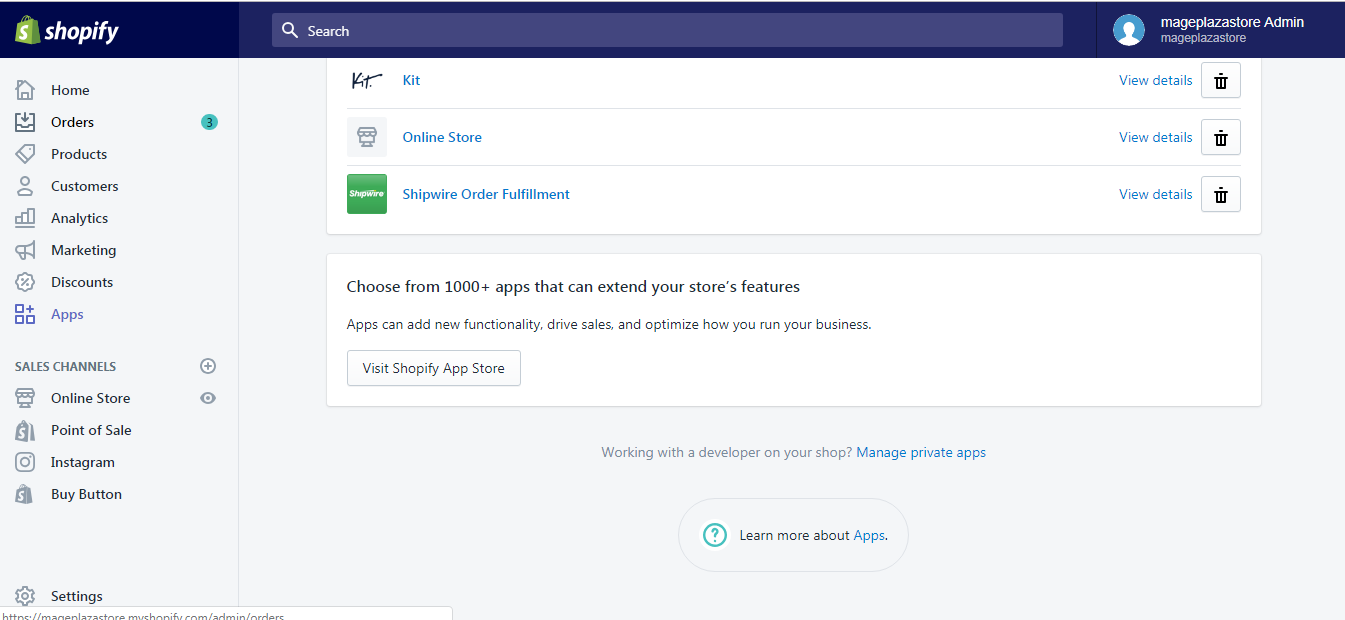 shopify
Search
mageplazastore Admin
mageplazastore
Home
Orders 3
Products
Customers
Analytics
Marketing
Discounts
Apps
SALES CHANNELS
Online Store
Point of Sale
Instagram
Buy Button
Settings
Kit. Kit View details
Online Store View details
Shipwire Shipwire Order Fulfillment View details
Choose from 1000+ apps that can extend your store’s features
Apps can add new functionality, drive sales, and optimize how you run your business.
Visit Shopify App Store
Working with a developer on your shop? Manage private apps
? Learn more about Apps.
https://mageplazastore.myshopify.com/admin/orders